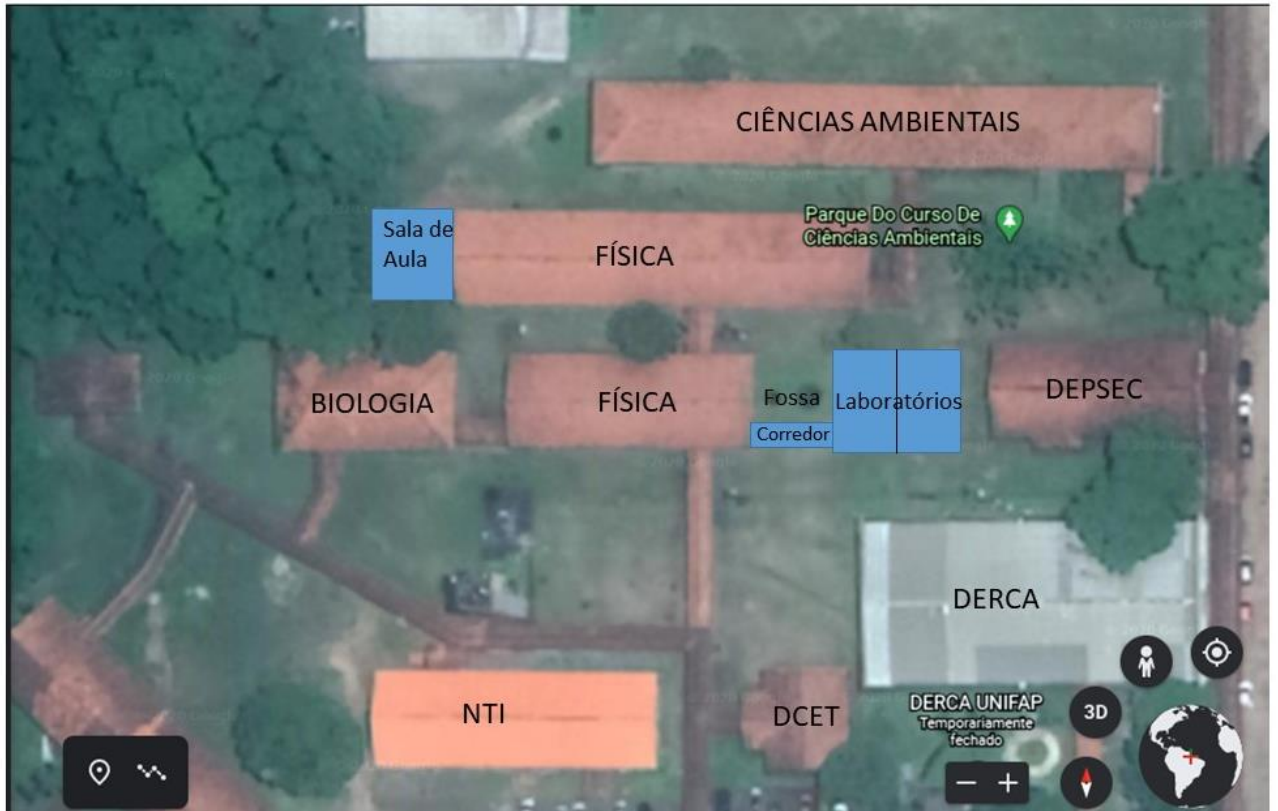 CIÊNCIAS AMBIENTAIS
Sala de
Aula
FÍSICA
Parque Do Curso De
Ciências Ambientais
BIOLOGIA
FÍSICA
Fossa
Corredor
Laboratórios
DEPSEC
DERCA
NTI
DCET
DERCA UNIFAP
Temporariamente
fechado
3D